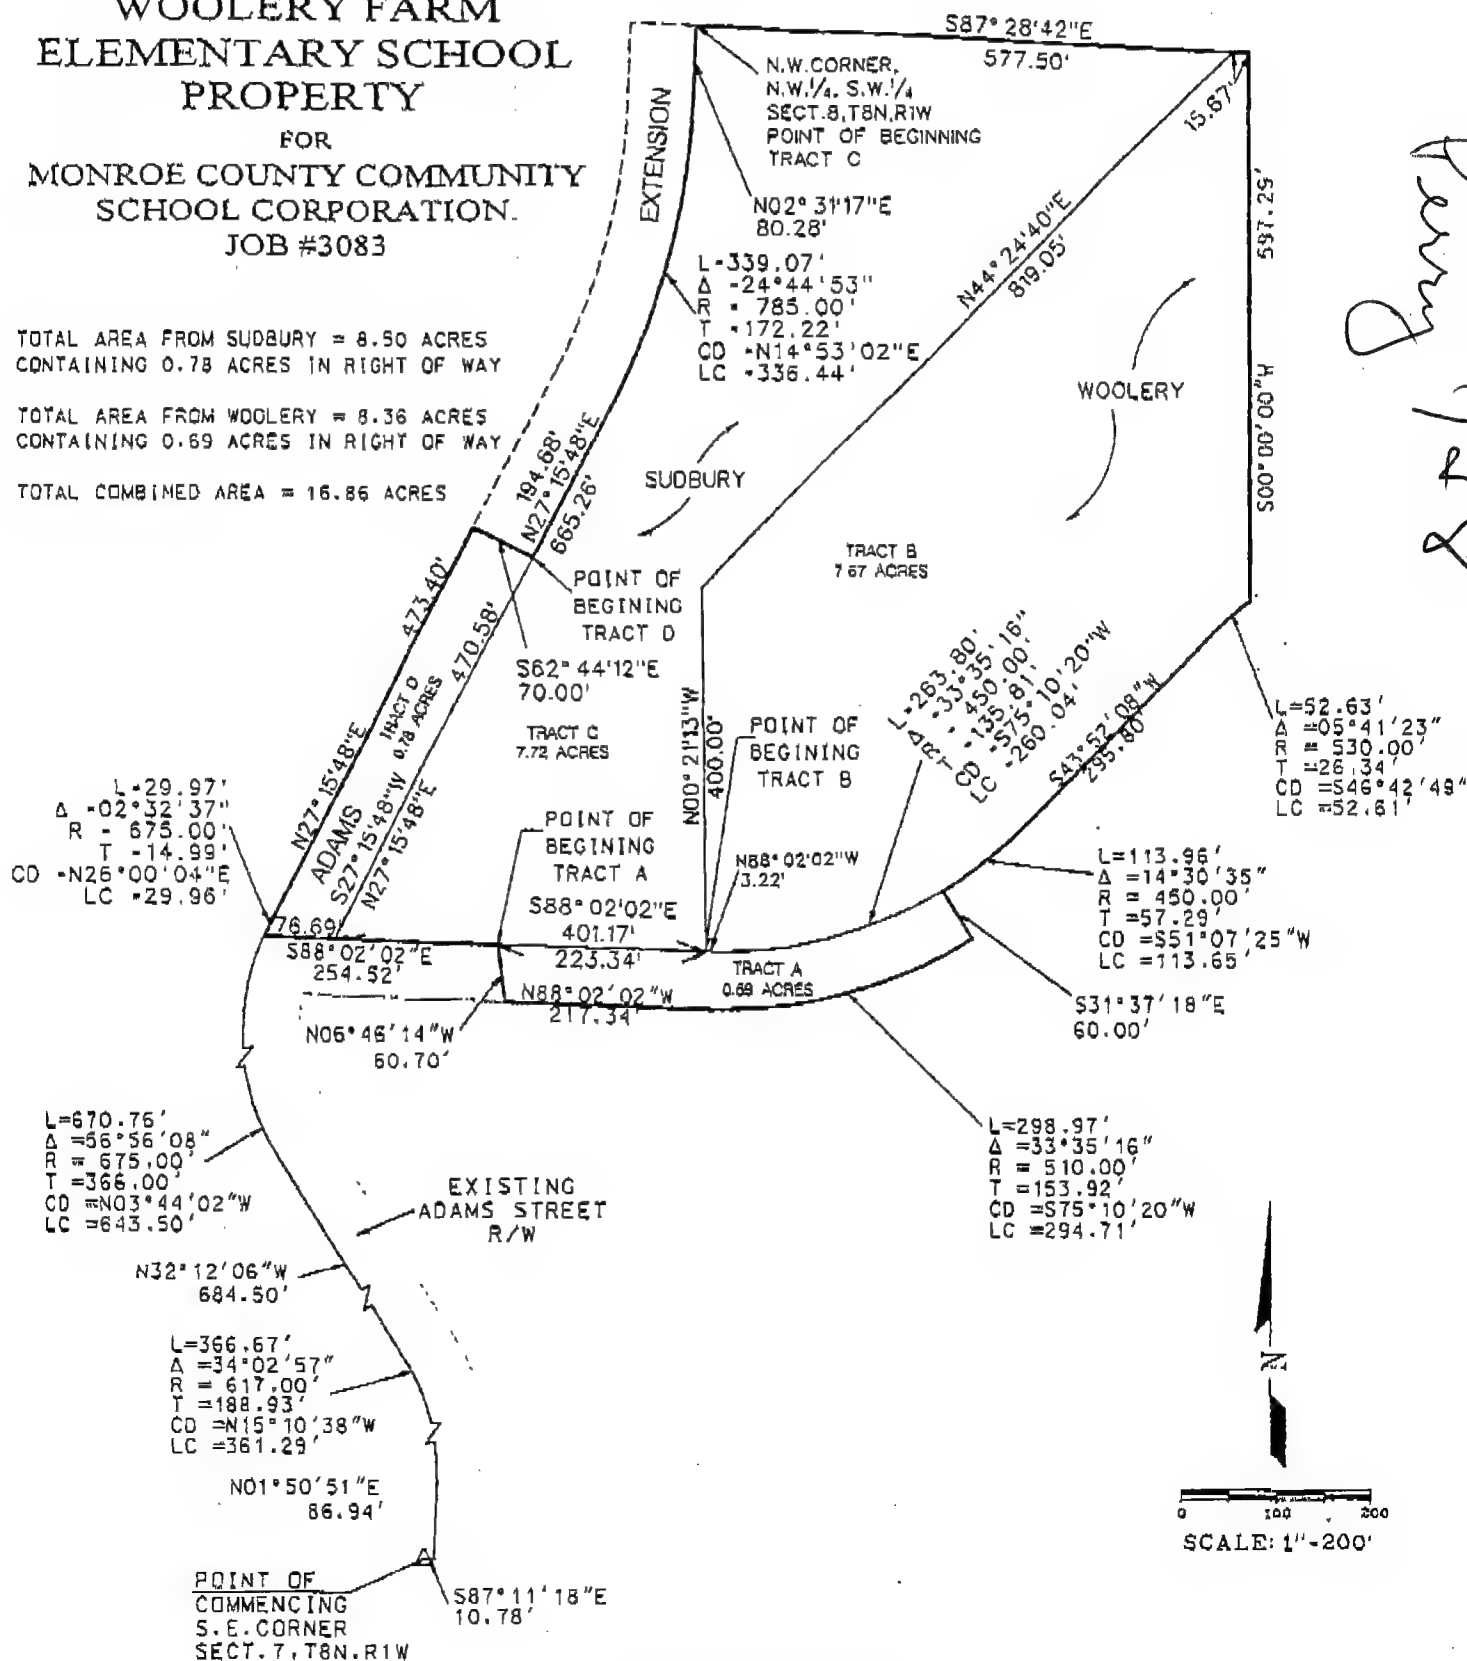 WOOLERY FARM
ELEMENTARY SCHOOL
PROPERTY
FOR
MONROE COUNTY COMMUNITY
SCHOOL CORPORATION.
JOB #3083
TOTAL AREA FROM SUDBURY = 8.50 ACRES
CONTAINING 0.78 ACRES IN RIGHT OF WAY
TOTAL AREA FROM WOOLERY = 8.36 ACRES
CONTAINING 0.69 ACRES IN RIGHT OF WAY
TOTAL COMBINED AREA = 16.86 ACRES
S87°28'42"E
577.50'
N.W.CORNER,
N.W.1/4, S.W.1/4
SECT.8,T8N,R1W
POINT OF BEGINNING
TRACT C
15.67'
EXTENSION
N02°31'17"E
80.28'
597.25'
S00°00'00"W
L=339.07'
Δ =24°44'53"
R = 785.00'
T =172.22'
CD =N14°53'02"E
LC =336.44'
N44°24'40"E
819.05'
WOOLERY
SUDBURY
194.68'
N27°15'48"E
665.26'
TRACT B
7.67 ACRES
POINT OF
BEGINING
TRACT D
S62°44'12"E
70.00'
473.40'
N27°15'48"E
TRACT D
0.78 ACRES
470.58'
ADAMS
S27°15'48"W
N27°15'48"E
TRACT C
7.72 ACRES
N00°21'13"W
400.00'
POINT OF
BEGINING
TRACT B
L=263.80'
Δ =33°35'16"
R = 450.00'
T =135.81'
CD =S75°10'20"W
LC =260.04'
S43°52'08"W
295.80'
L=52.63'
Δ =05°41'23"
R = 530.00'
T =26.34'
CD =S46°42'49"
LC =52.61'
L=29.97'
Δ =02°32'37"
R = 675.00'
T =14.99'
CD =N26°00'04"E
LC =29.96'
POINT OF
BEGINING
TRACT A
N88°02'02"W
3.22'
L=113.96'
Δ =14°30'35"
R = 450.00'
T =57.29'
CD =S51°07'25"W
LC =113.65'
76.69'
S88°02'02"E
254.52'
S88°02'02"E
401.17'
223.34'
N88°02'02"W
217.34'
TRACT A
0.69 ACRES
S31°37'18"E
60.00'
N06°46'14"W
60.70'
L=670.76'
Δ =56°56'08"
R = 675.00'
T =366.00'
CD =N03°44'02"W
LC =643.50'
L=298.97'
Δ =33°35'16"
R = 510.00'
T =153.92'
CD =S75°10'20"W
LC =294.71'
EXISTING
ADAMS STREET
R/W
N32°12'06"W
684.50'
L=366.67'
Δ =34°02'57"
R = 617.00'
T =188.93'
CD =N15°10'38"W
LC =361.29'
N01°50'51"E
86.94'
N
0 100 200
SCALE: 1"-200'
POINT OF
COMMENCING
S.E.CORNER
SECT.7,T8N.R1W
S87°11'18"E
10.78'